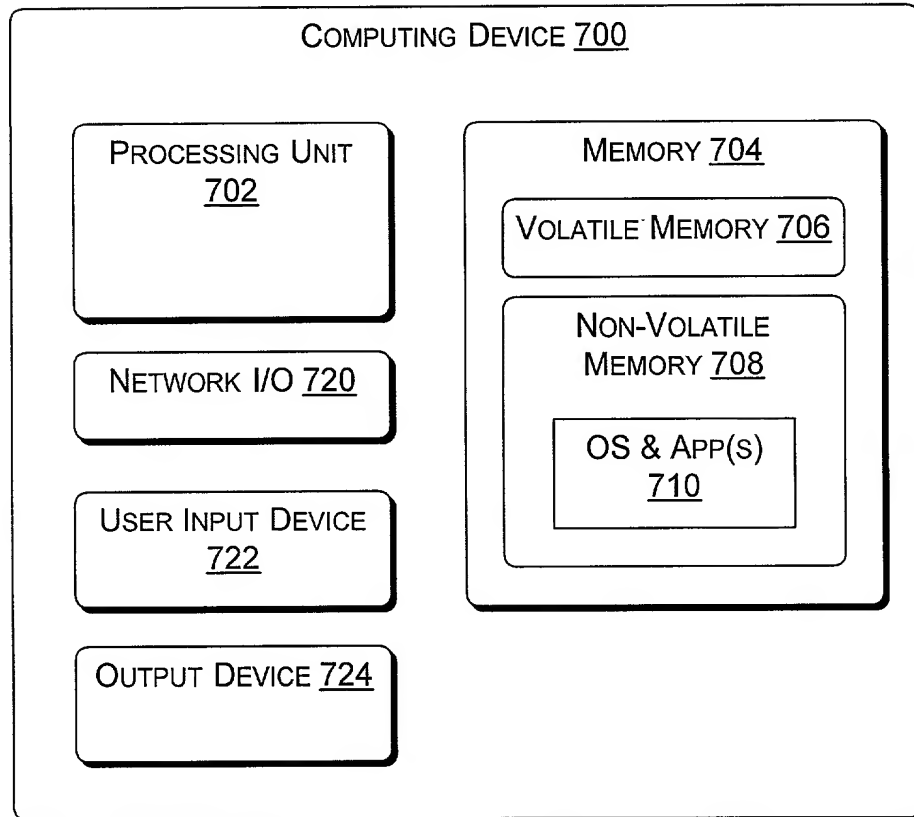 COMPUTING DEVICE 700
PROCESSING UNIT
702
NETWORK I/O 720
USER INPUT DEVICE
722
OUTPUT DEVICE 724
MEMORY 704
VOLATILE MEMORY 706
NON-VOLATILE
MEMORY 708
OS & APP(S)
710